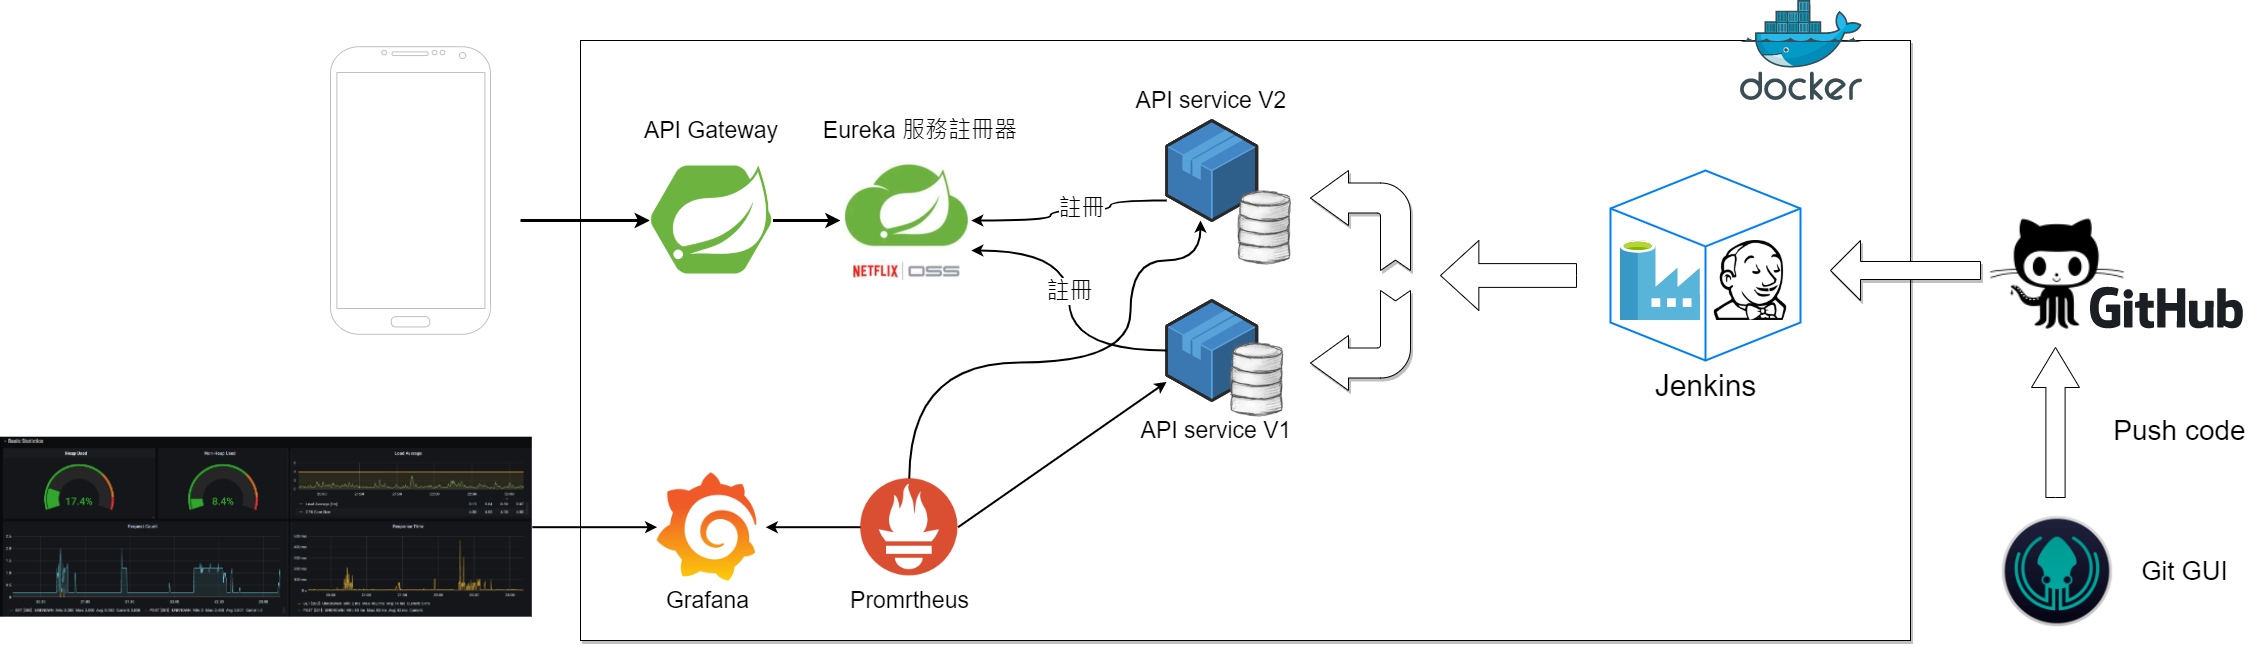 docker
API service V2
API Gateway
Eureka 服務註冊器
註冊
NETFLIX OSS
註冊
GitHub
Jenkins
API service V1
Push code
Basic Statistics
Heap Used
Non-Heap Used
Load Average
17.4%
8.4%
Request Count
Response Time
Git GUI
Grafana
Promrtheus